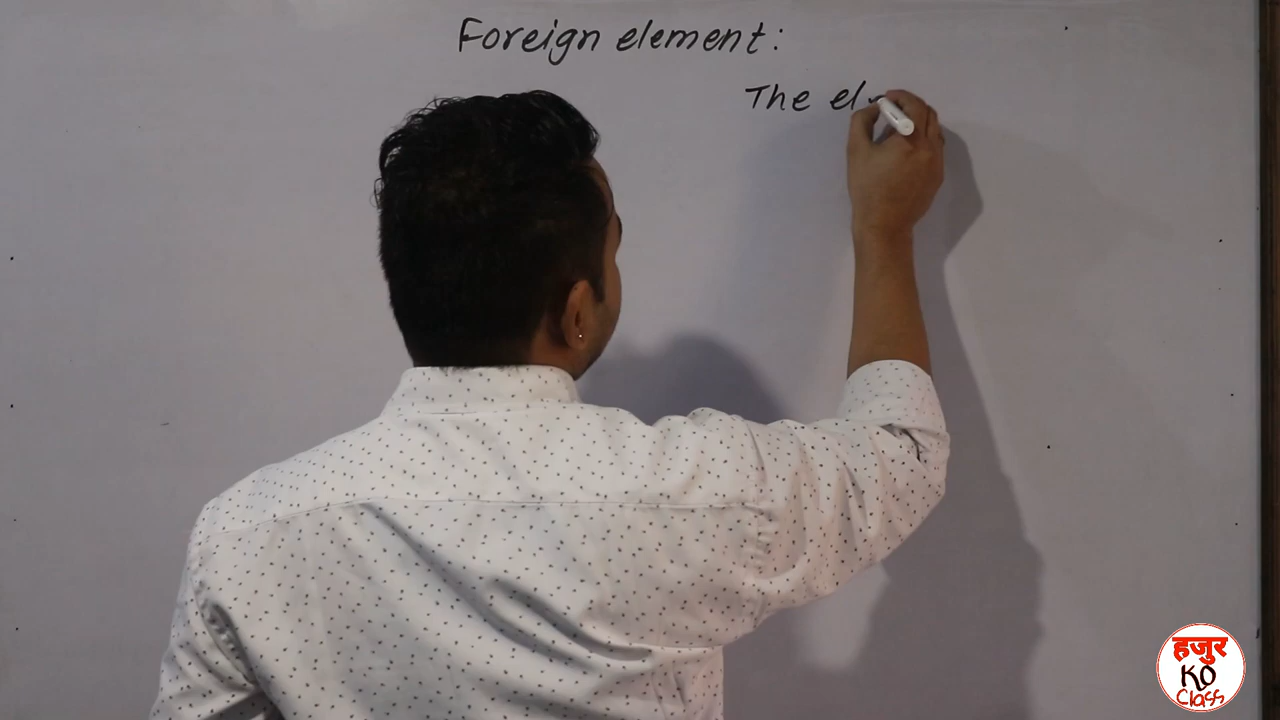 Foreign element:
The el
हजुर
KO
Class